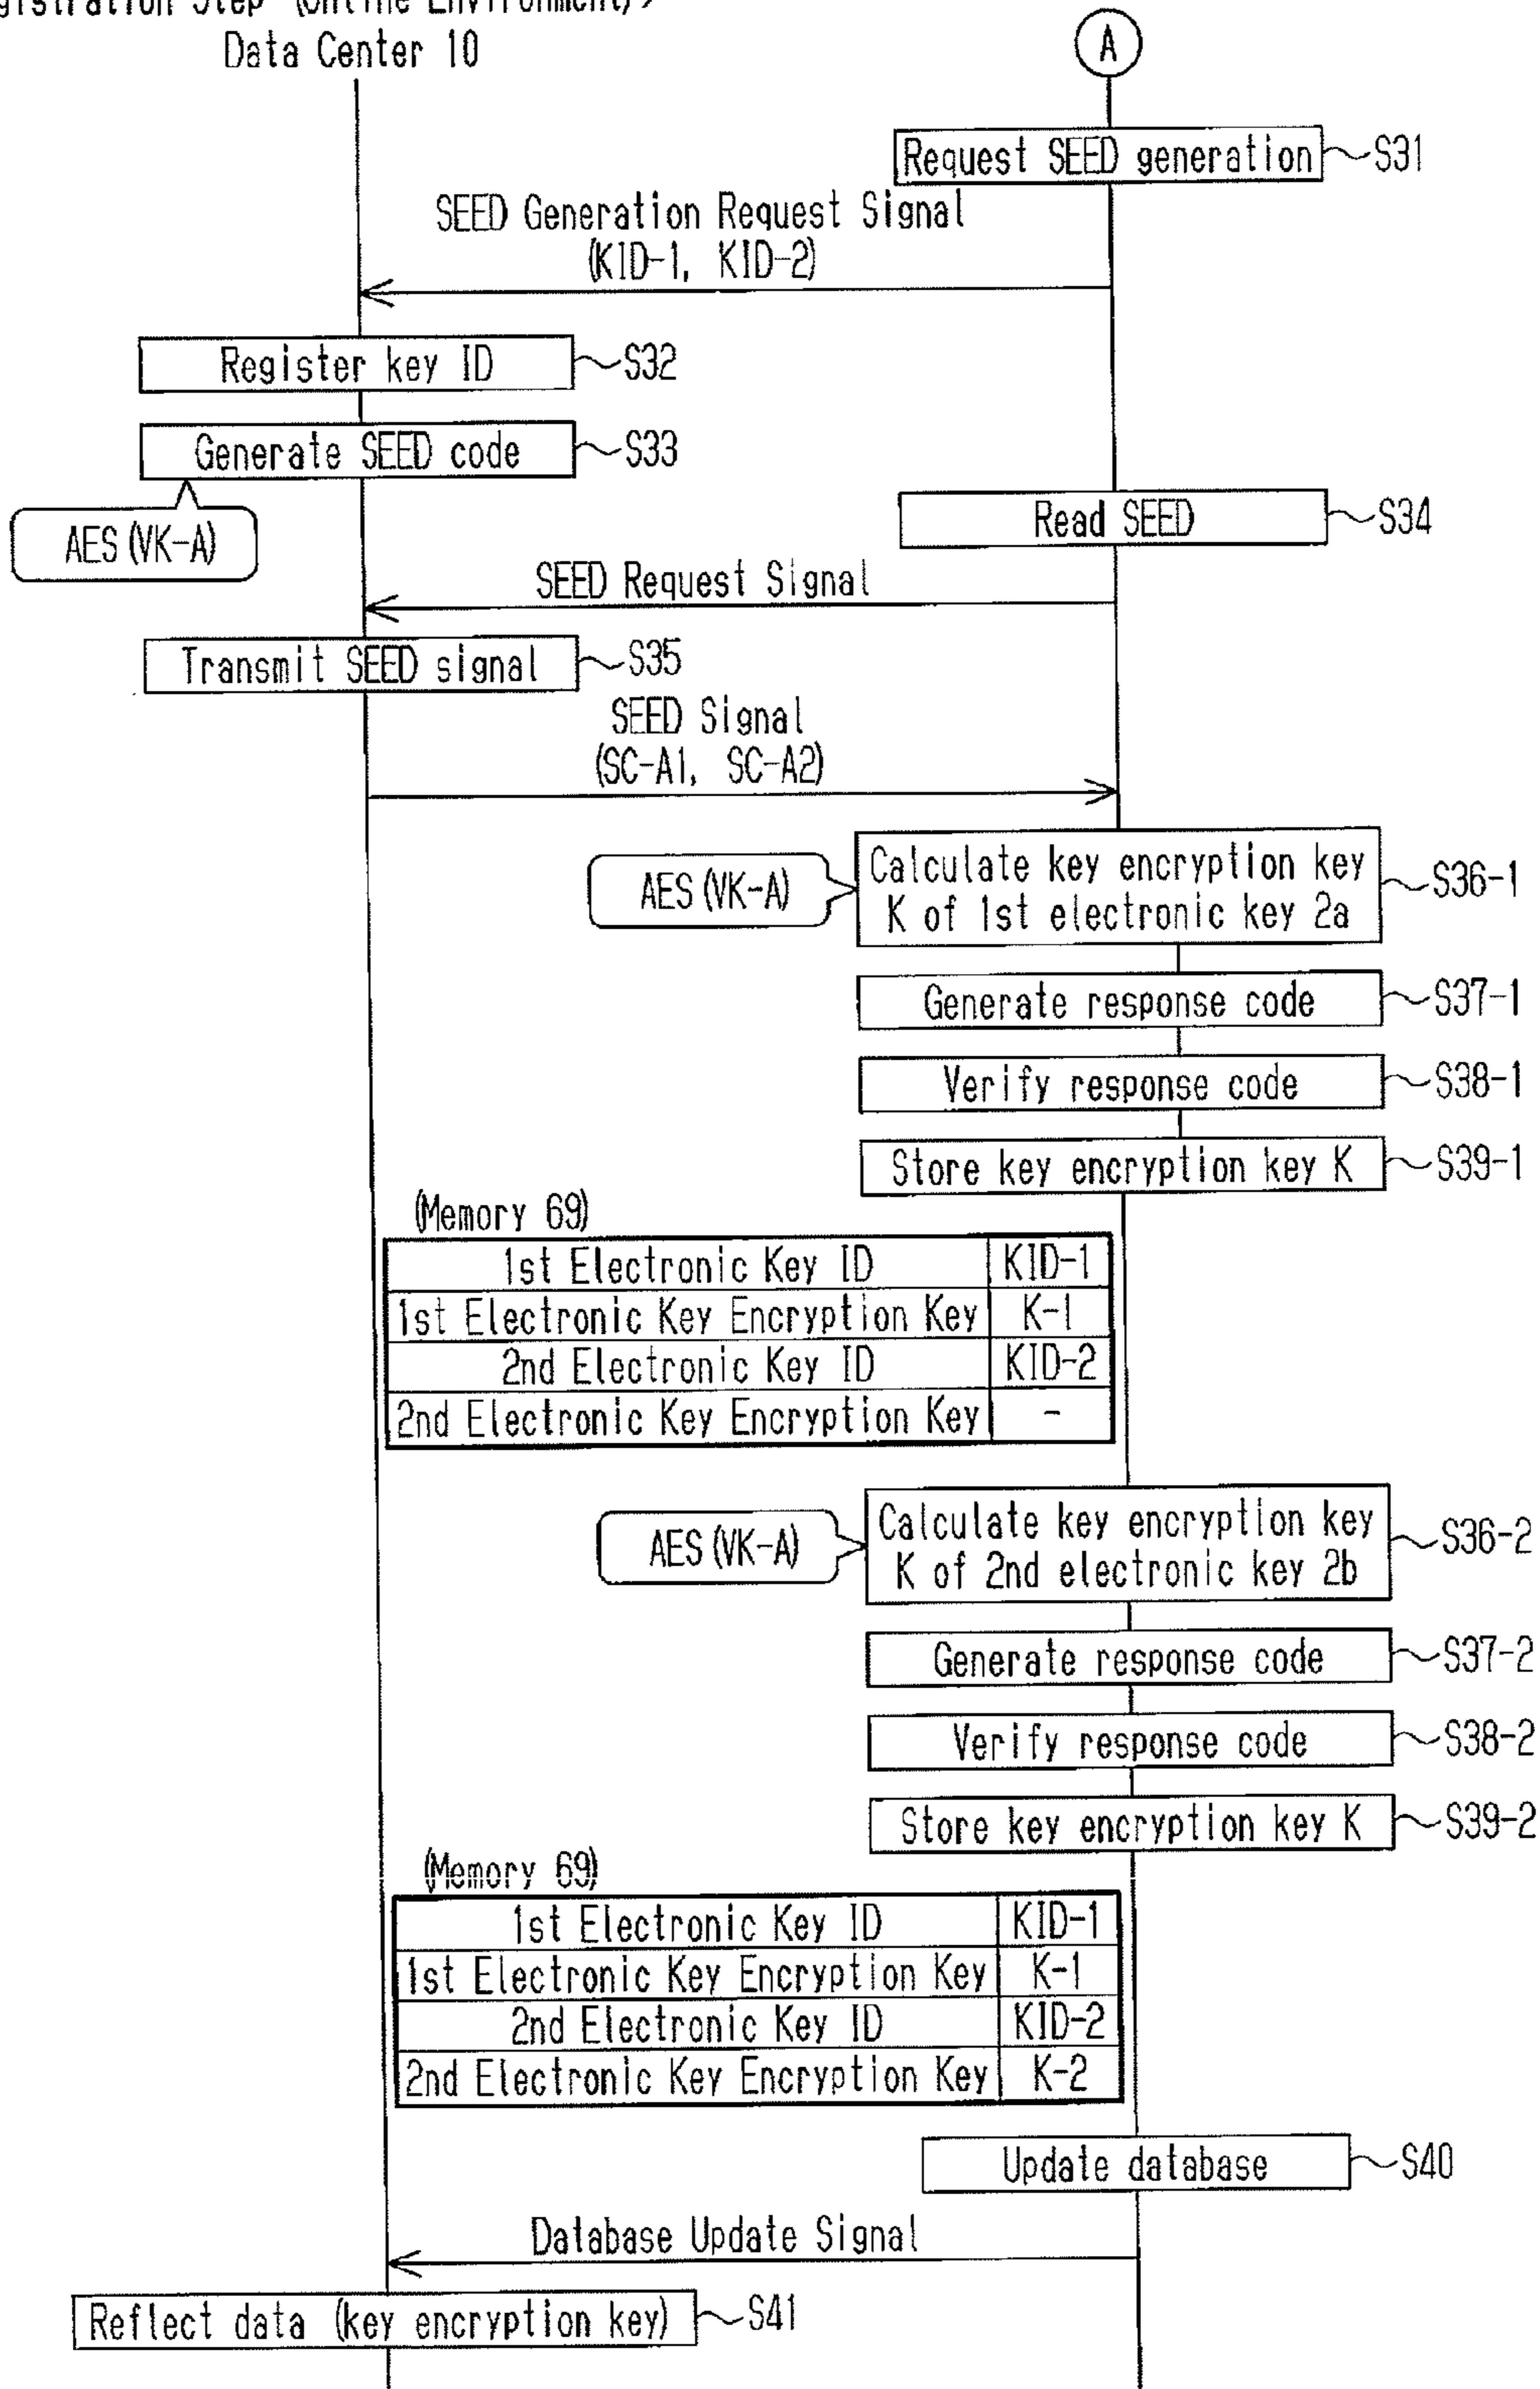 Step (Online Environment)>
Data Center 10
A
Request SEED generation
S31
SEED Generation Request Signal
(KID-1, KID-2)
Register key ID
S32
Generate SEED code
S33
AES(VK-A)
Read SEED
S34
SEED Request Signal
Transmit SEED signal
S35
SEED Signal
(SC-A1, SC-A2)
AES(VK-A)
Calculate key encryption key
K of 1st electronic key 2a
S36-1
Generate response code
S37-1
Verify response code
S38-1
Store key encryption key K
S39-1
(Memory 69)
1st Electronic Key ID KID-1
1st Electronic Key Encryption Key K-1
2nd Electronic Key ID KID-2
2nd Electronic Key Encryption Key -
AES(VK-A)
Calculate key encryption key
K of 2nd electronic key 2b
S36-2
Generate response code
S37-2
Verify response code
S38-2
Store key encryption key K
S39-2
(Memory 69)
1st Electronic Key ID KID-1
1st Electronic Key Encryption Key K-1
2nd Electronic Key ID KID-2
2nd Electronic Key Encryption Key K-2
Update database
S40
Database Update Signal
Reflect data (key encryption key)
S41